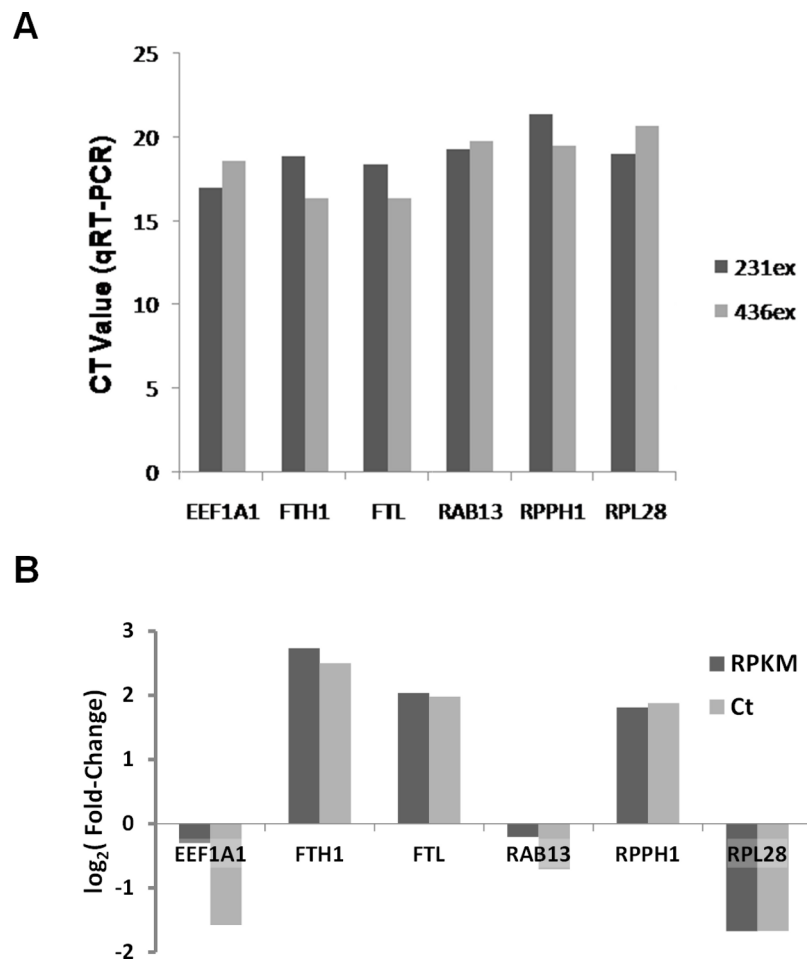 A
CT Value (qRT-PCR)
25
20
15
10
5
0
EEF1A1 FTH1 FTL RAB13 RPPH1 RPL28
231ex
436ex
B
log2( Fold-Change)
3
2
1
0
-1
-2
EEF1A1 FTH1 FTL RAB13 RPPH1 RPL28
RPKM
Ct